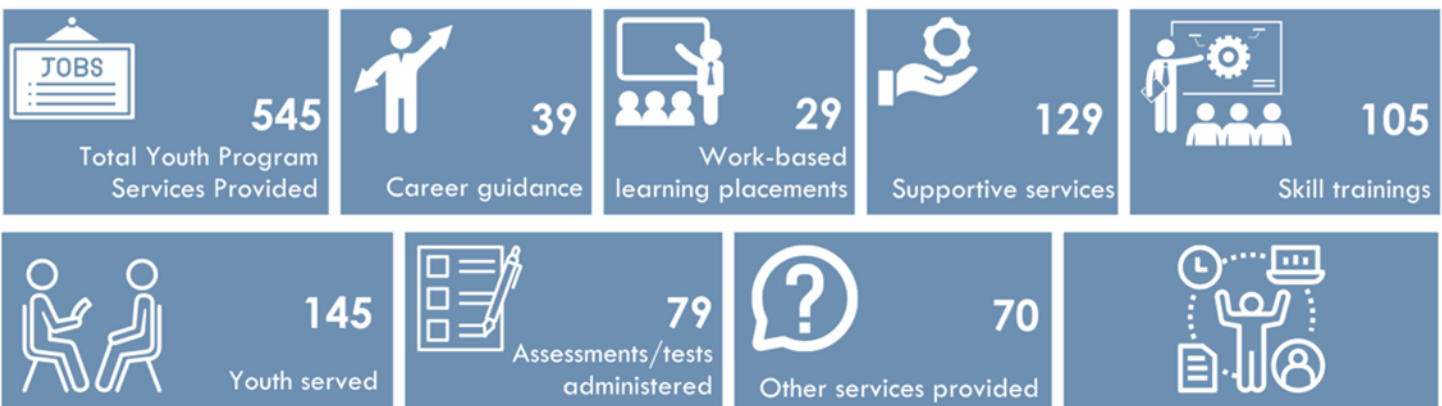 JOBS
545
Total Youth Program
Services Provided
39
Career guidance
29
Work-based
learning placements
129
Supportive services
105
Skill trainings
145
Youth served
79
Assessments/tests
administered
70
Other services provided